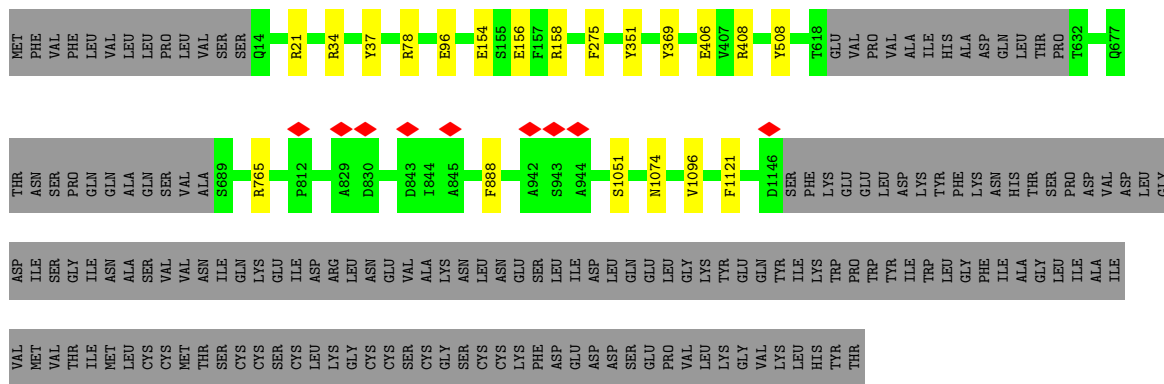 MET PHE VAL PHE PHE LEU VAL LEU LEU PRO LEU VAL SER SER Q14 R21 R34 Y37 R78 E96 E154 S155 E156 F157 R158 F275 Y351 Y369 E406 V407 R408 Y508 T618 GLU VAL PRO VAL ALA ILE HIS ALA ASP GLN LEU THR PRO T632 Q677
THR ASN SER PRO GLN GLN ALA GLN SER VAL ALA S689 R765 P812 A829 D830 D843 I844 A845 F888 A942 S943 A944 S1051 N1074 V1096 F1121 D1146 SER PHE LYS GLU GLU LEU ASP LYS TYR PHE LYS ASN HIS THR SER PRO ASP VAL ASP LEU GLY
ASP ILE SER GLY ILE ASN ALA SER VAL VAL ASN ILE GLN LYS GLU ILE ASP ARG LEU ASN GLU VAL ALA LYS ASN LEU ASN GLU SER LEU ILE ASP LEU GLN GLU LEU GLY LYS TYR GLU GLN TYR ILE LYS TRP PRO TRP TYR ILE TRP LEU GLY PHE ILE ALA GLY LEU ILE ALA ILE
VAL MET VAL THR ILE MET LEU CYS CYS MET THR SER CYS CYS SER CYS LEU LYS GLY CYS CYS SER CYS GLY SER CYS CYS LYS PHE ASP GLU ASP ASP SER GLU PRO VAL LEU LYS GLY VAL LYS LEU HIS TYR THR